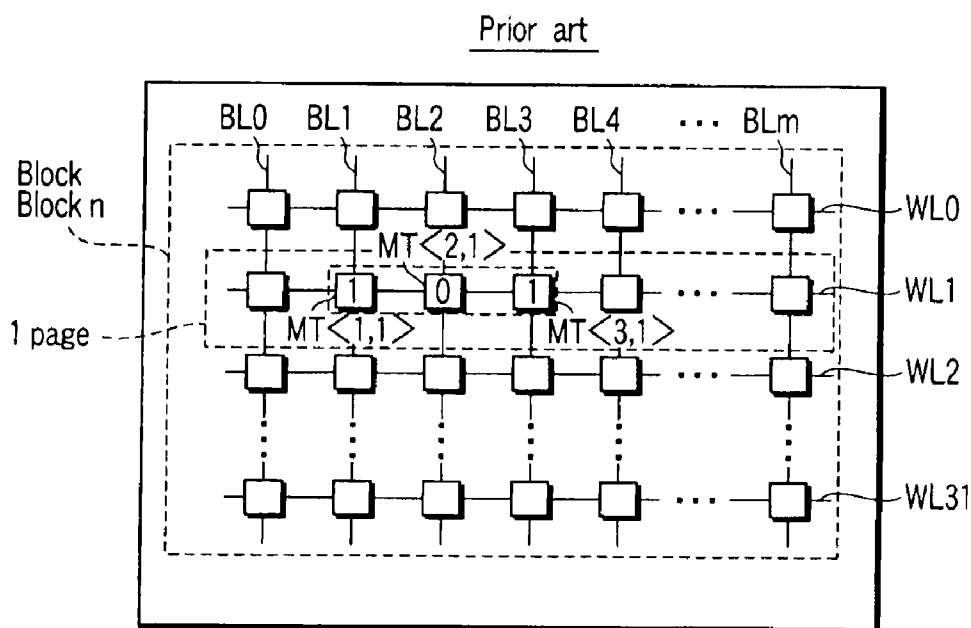 Prior art
BL0 BL1 BL2 BL3 BL4 ··· BLm
Block
Block n
··· WL0
MT<2,1>
1 0 1 ··· WL1
1 page
MT<1,1> MT<3,1>
··· WL2
··· WL31